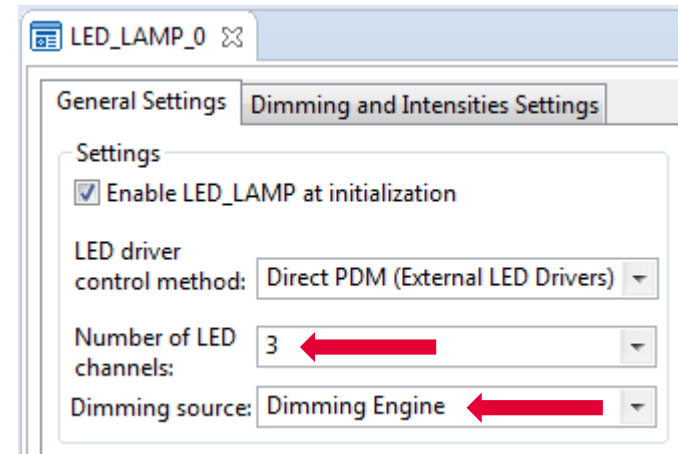 LED_LAMP_0
General Settings Dimming and Intensities Settings
Settings
Enable LED_LAMP at initialization
LED driver
control method: Direct PDM (External LED Drivers)
Number of LED
channels: 3
Dimming source: Dimming Engine